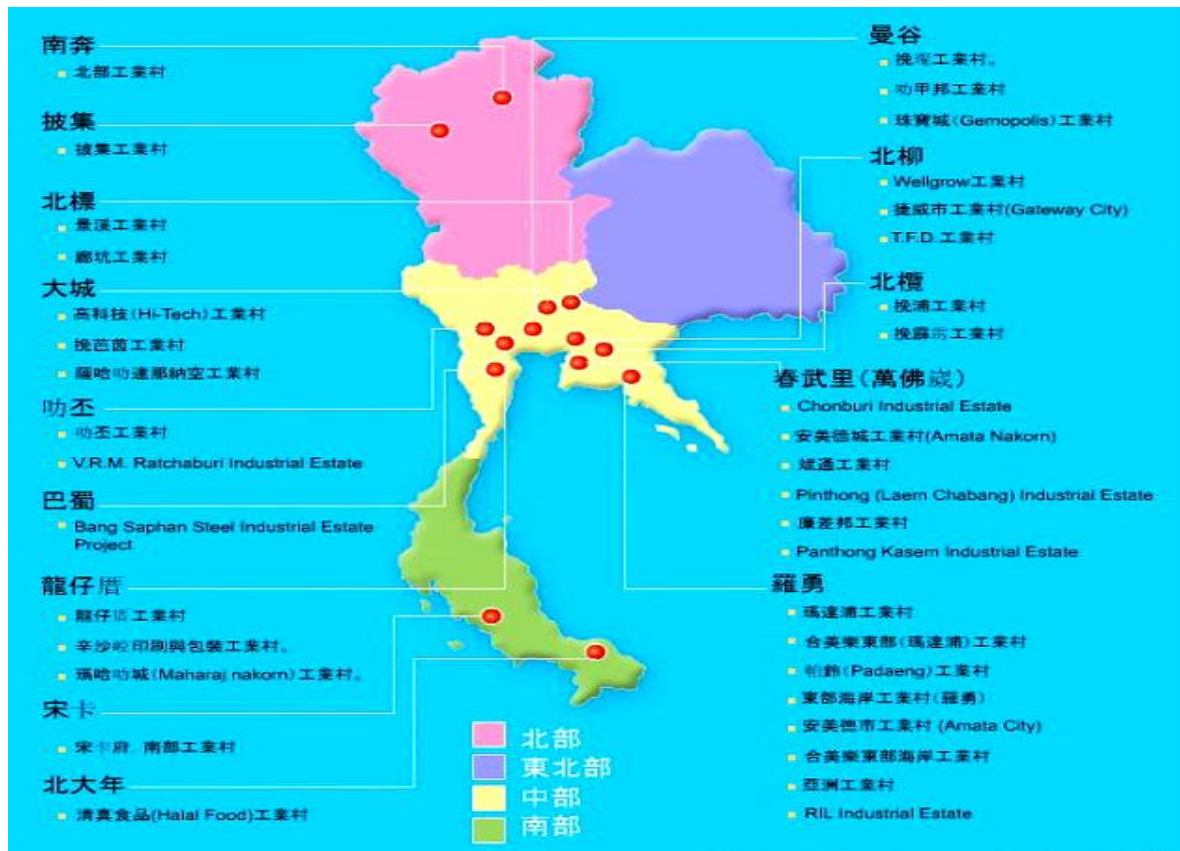 南奔
北部工業村
披集
披集工業村
北標
景溪工業村
廊坑工業村
大城
高科技(Hi-Tech)工業村
挽芭茵工業村
薩哈叻達那納空工業村
叻丕
叻丕工業村
V.R.M. Ratchaburi Industrial Estate
巴蜀
Bang Saphan Steel Industrial Estate
Project
龍仔厝
龍仔厝工業村
辛沙
印刷與包裝工業村。
瑪哈叻城(Maharaj nakorn)工業村。
宋卡
宋卡府 南部工業村
北大年
清真食品(Halal Food)工業村
曼谷
工業村。
叻甲邦工業村
珠寶城(Gemopolis)工業村
北柳
Wellgrow工業村
捷威市工業村(Gateway City)
T.F.D.工業村
北欖
挽浦工業村
挽霹 工業村
春武里(萬佛歲)
Chonburi Industrial Estate
安美德城工業村(Amata Nakorn)
斌通工業村
Pinthong (Laem Chabang) Industrial Estate
廉差邦工業村
Panthong Kasem Industrial Estate
羅勇
瑪達浦工業村
合美樂東部(瑪達浦)工業村
帕鈴(Padaeng)工業村
東部海岸工業村(羅勇)
安美德市工業村 (Amata City)
合美樂東部海岸工業村
亞洲工業村
RIL Industrial Estate
北部
東北部
中部
南部